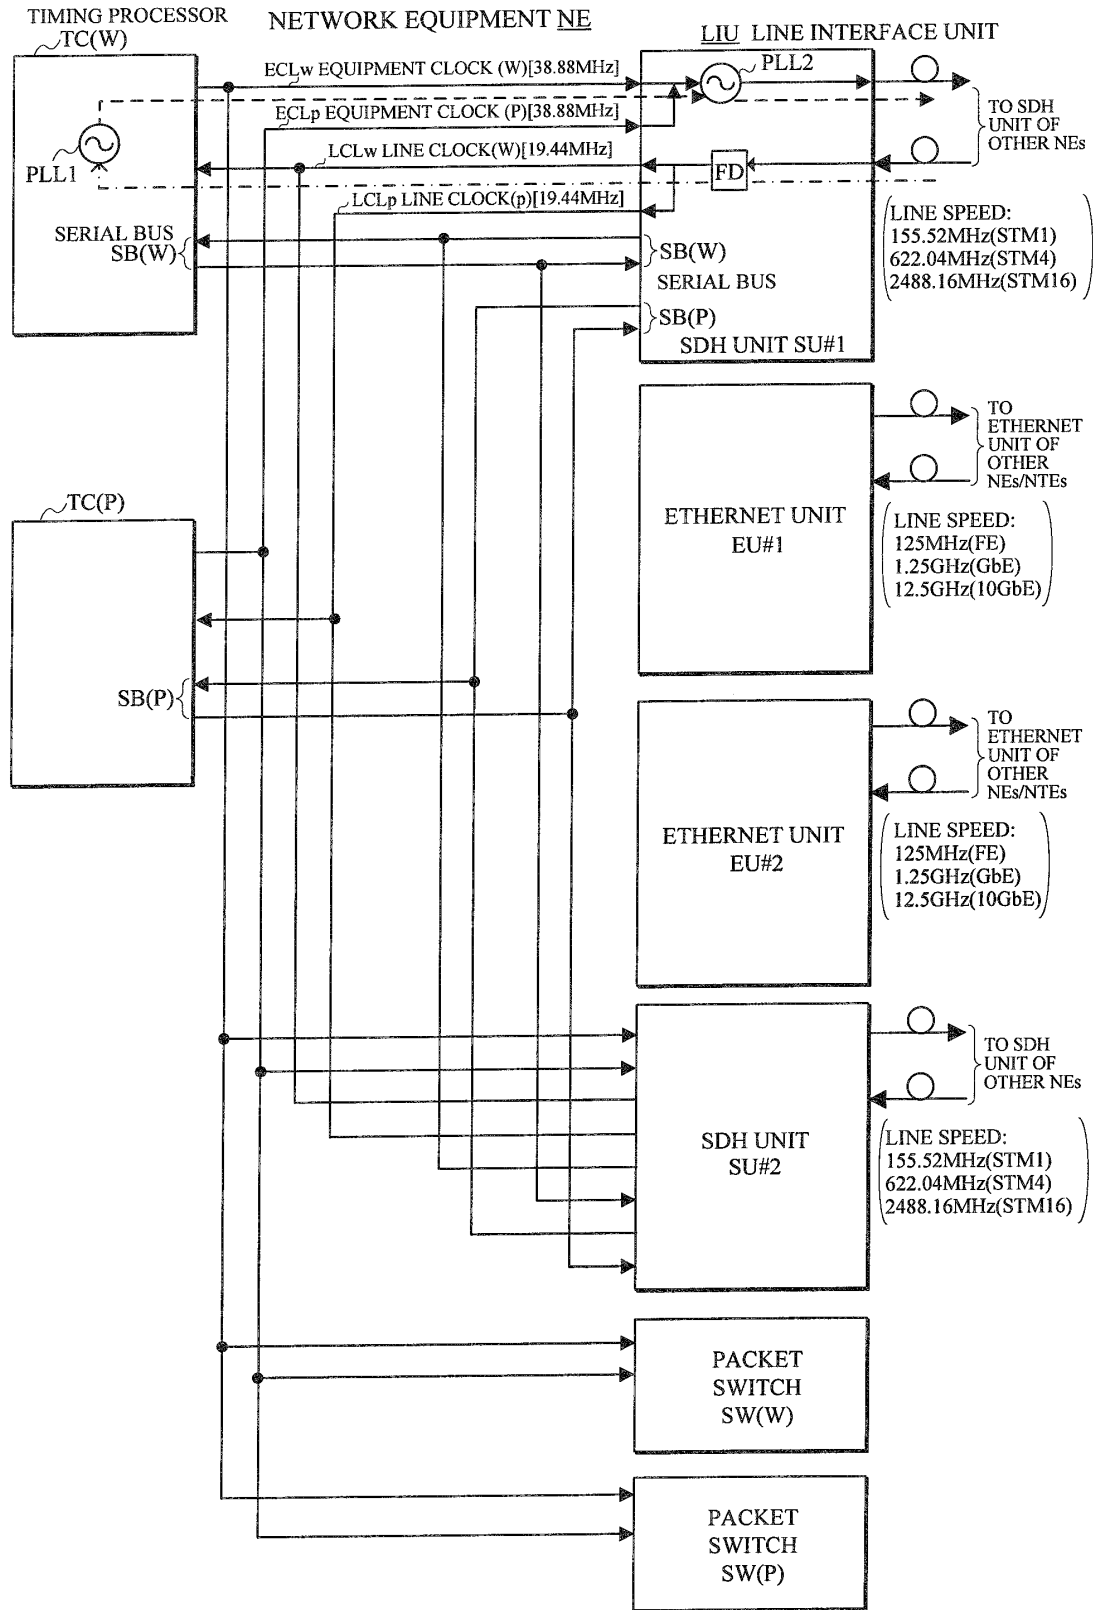 TIMING PROCESSOR
TC(W)
NETWORK EQUIPMENT NE
LIU LINE INTERFACE UNIT
ECLw EQUIPMENT CLOCK (W)[38.88MHz]
PLL2
ECLp EQUIPMENT CLOCK (P)[38.88MHz]
TO SDH
UNIT OF
OTHER NEs
LCLw LINE CLOCK(W)[19.44MHz]
PLL1
FD
LCLp LINE CLOCK(p)[19.44MHz]
LINE SPEED:
155.52MHz(STM1)
622.04MHz(STM4)
2488.16MHz(STM16)
SERIAL BUS
SB(W)
SB(W)
SERIAL BUS
SB(P)
SDH UNIT SU#1
TO
ETHERNET
UNIT OF
OTHER
NEs/NTEs
TC(P)
ETHERNET UNIT
EU#1
LINE SPEED:
125MHz(FE)
1.25GHz(GbE)
12.5GHz(10GbE)
SB(P)
TO
ETHERNET
UNIT OF
OTHER
NEs/NTEs
ETHERNET UNIT
EU#2
LINE SPEED:
125MHz(FE)
1.25GHz(GbE)
12.5GHz(10GbE)
TO SDH
UNIT OF
OTHER NEs
SDH UNIT
SU#2
LINE SPEED:
155.52MHz(STM1)
622.04MHz(STM4)
2488.16MHz(STM16)
PACKET
SWITCH
SW(W)
PACKET
SWITCH
SW(P)